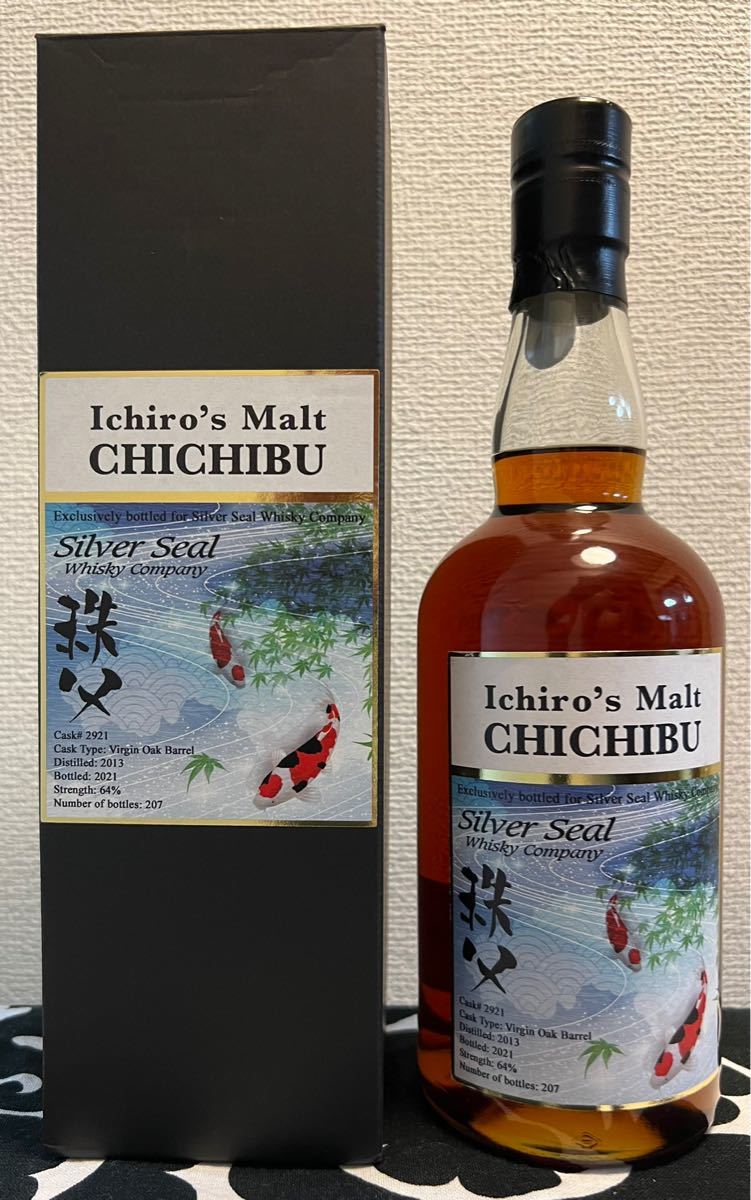 Ichiro's Malt
CHICHIBU
Exclusively bottled for Silver Seal Whisky Company
Silver Seal
Whisky Company
秩父
Cask# 2921
Cask Type: Virgin Oak Barrel
Distilled: 2013
Bottled: 2021
Strength: 64%
Number of bottles: 207
Ichiro's Malt
CHICHIBU
Exclusively bottled for Silver Seal Whisky Company
Silver Seal
Whisky Company
秩父
Cask# 2921
Cask Type: Virgin Oak Barrel
Distilled: 2013
Bottled: 2021
Strength: 64%
Number of bottles: 207